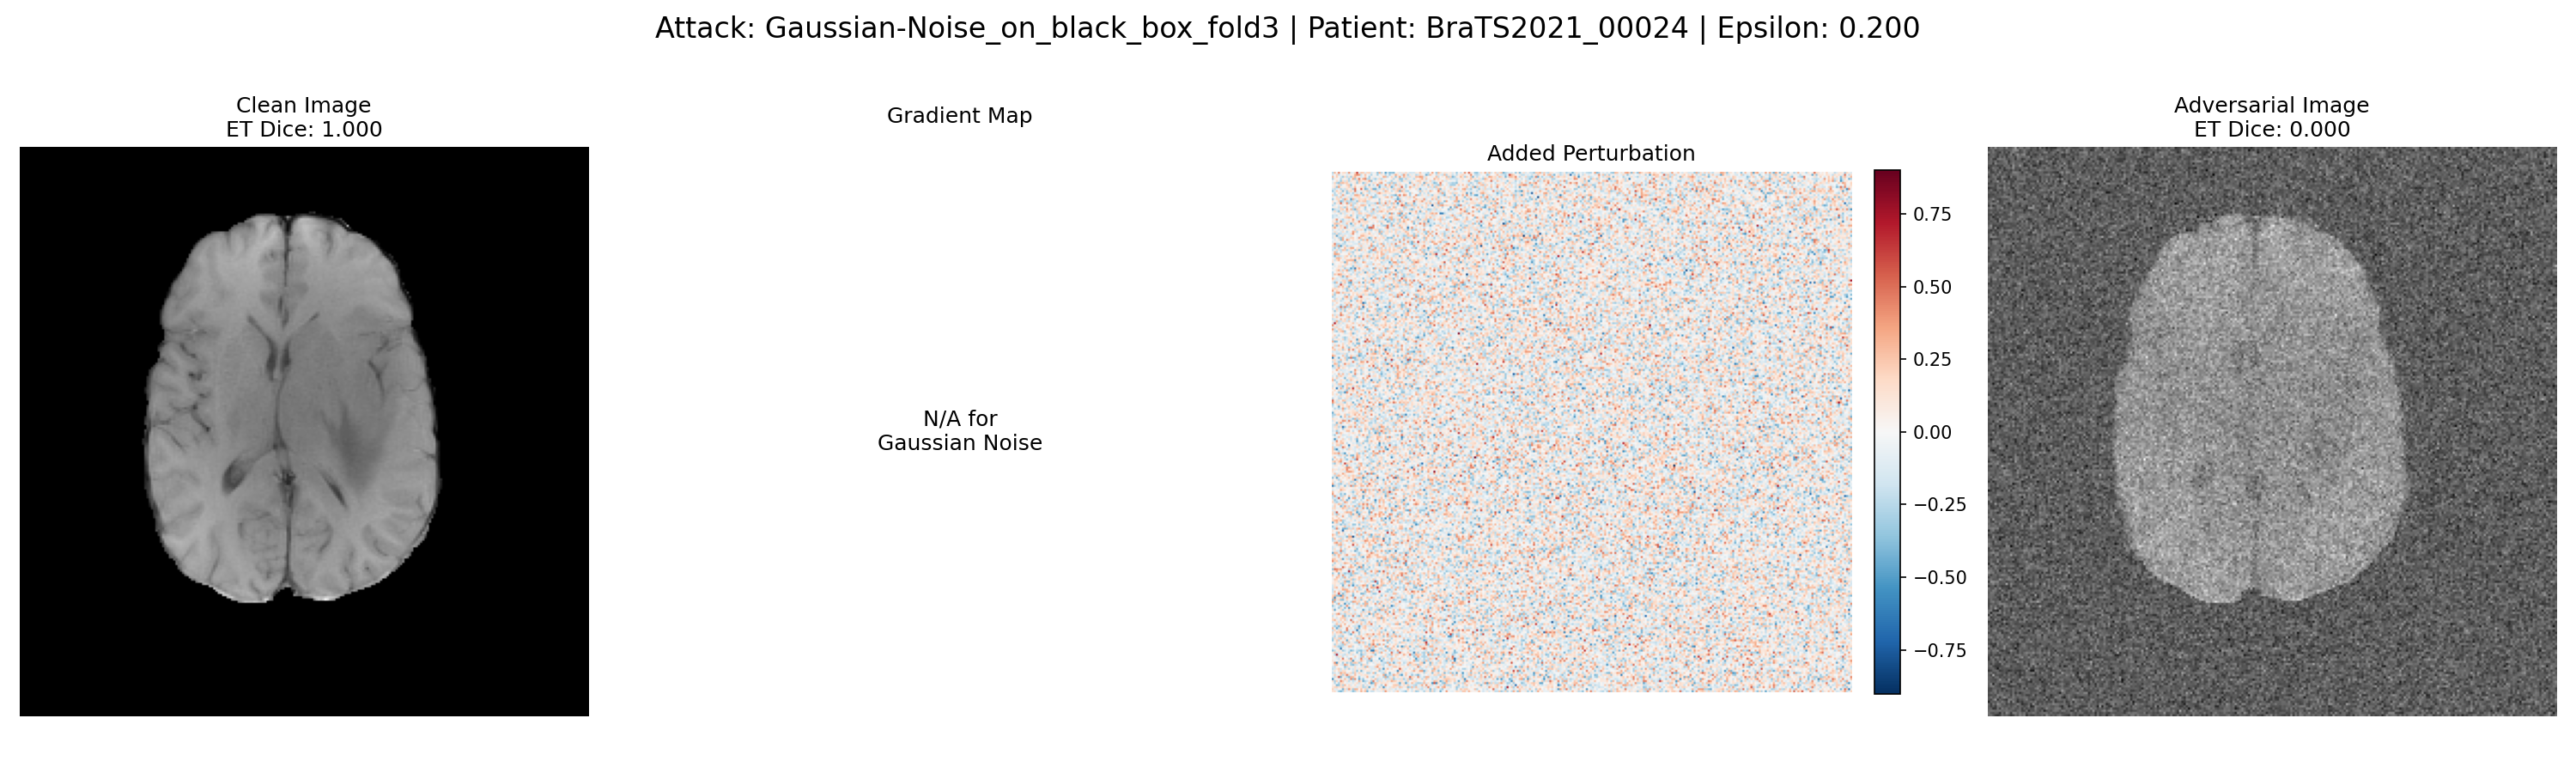 Attack: Gaussian-Noise_on_black_box_fold3 | Patient: BraTS2021_00024 | Epsilon: 0.200
Clean Image
ET Dice: 1.000
Gradient Map
N/A for
Gaussian Noise
Added Perturbation
0.75
0.50
0.25
0.00
−0.25
−0.50
−0.75
Adversarial Image
ET Dice: 0.000